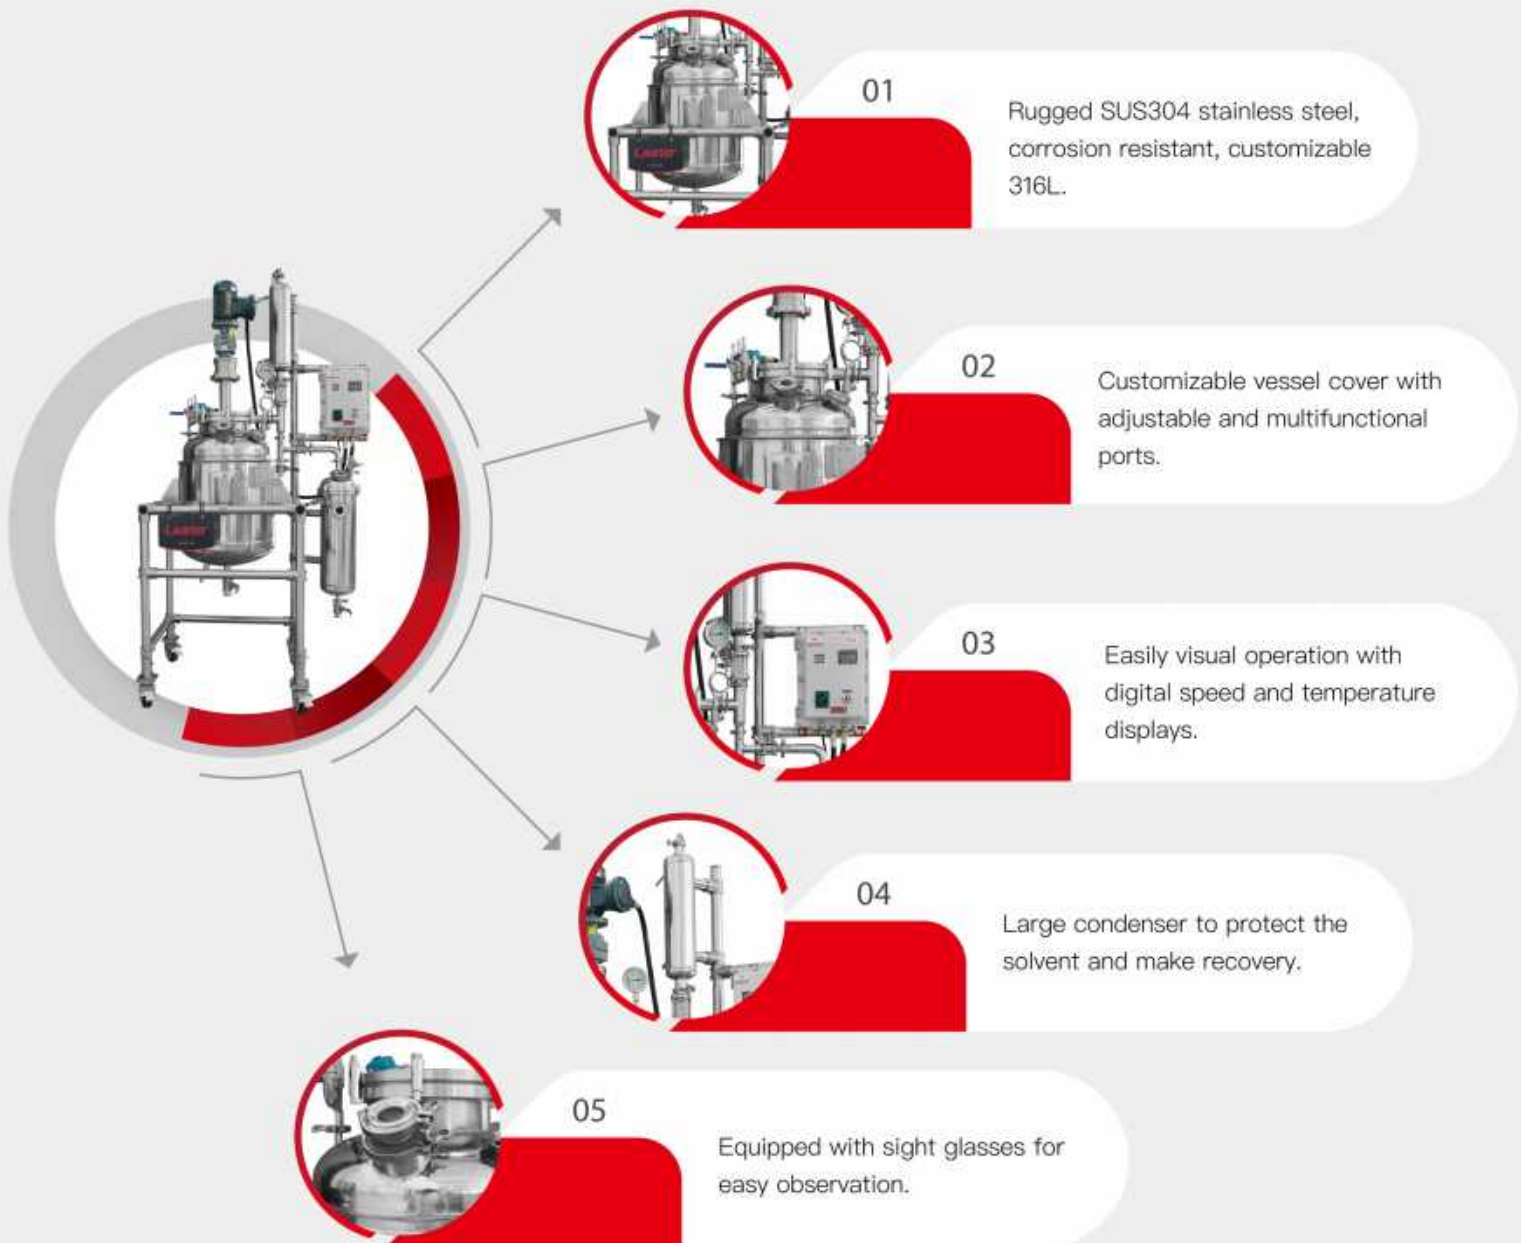 01
Rugged SUS304 stainless steel,
corrosion resistant, customizable
316L.
02
Customizable vessel cover with
adjustable and multifunctional
ports.
03
Easily visual operation with
digital speed and temperature
displays.
04
Large condenser to protect the
solvent and make recovery.
05
Equipped with sight glasses for
easy observation.